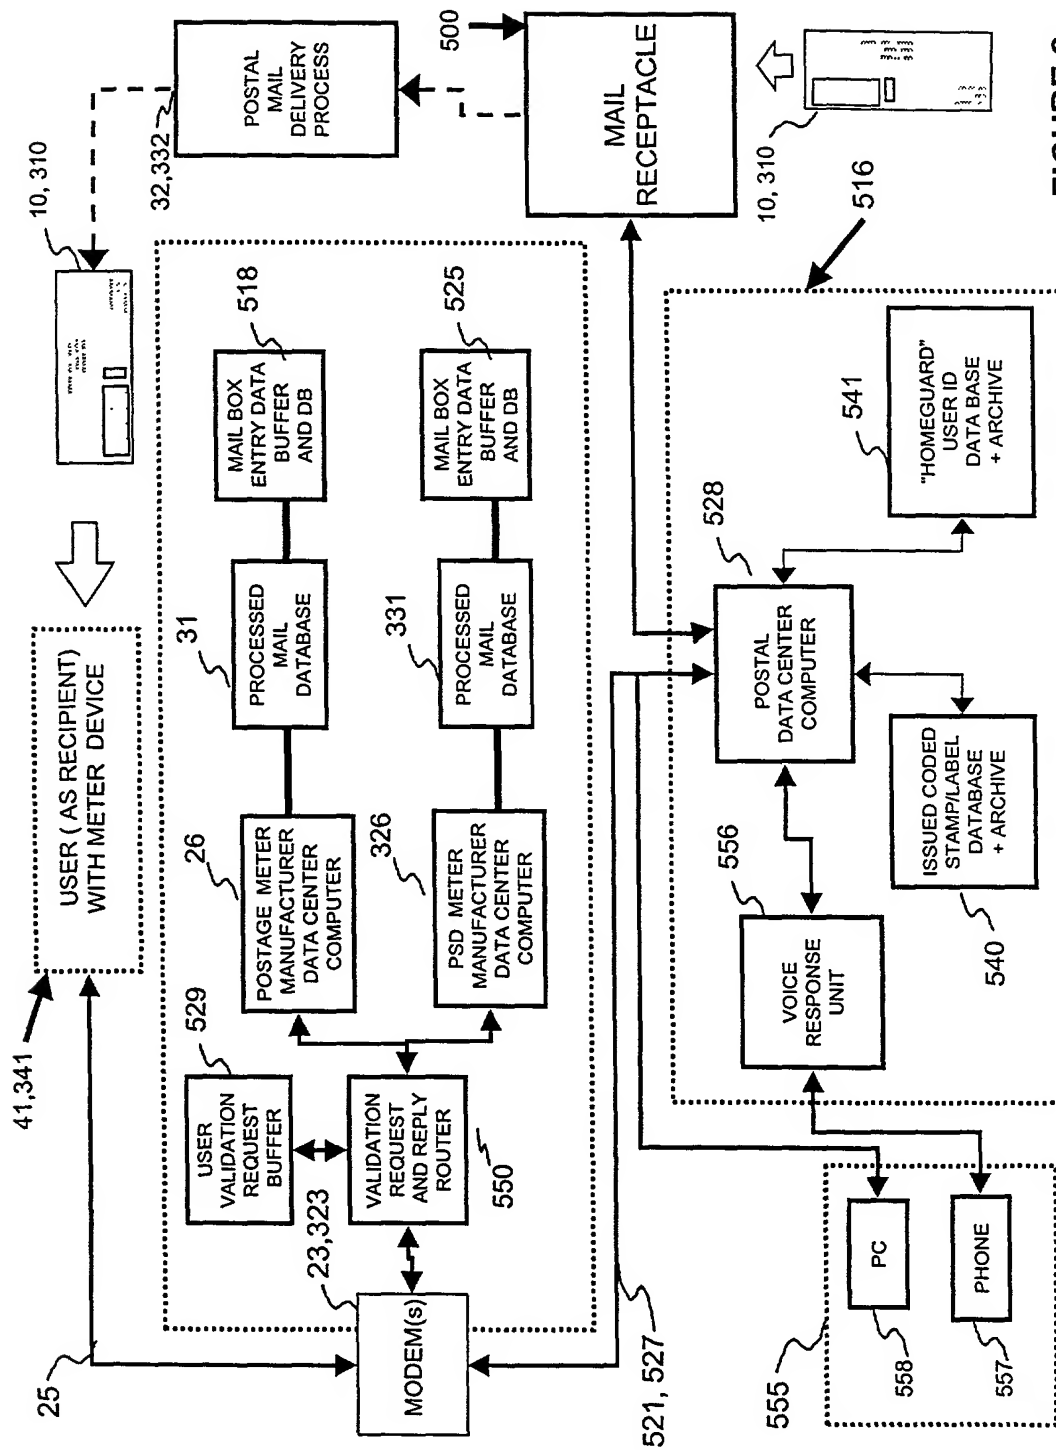 25
41,341
USER ( AS RECIPIENT)
WITH METER DEVICE
10, 310
32,332
POSTAL
MAIL
DELIVERY
PROCESS
500
MAIL
RECEPTACLE
10, 310
23,323
MODEM(s)
529
USER
VALIDATION
REQUEST
BUFFER
VALIDATION
REQUEST
AND REPLY
ROUTER
550
26
POSTAGE METER
MANUFACTURER
DATA CENTER
COMPUTER
326
PSD METER
MANUFACTURER
DATA CENTER
COMPUTER
31
PROCESSED
MAIL
DATABASE
331
PROCESSED
MAIL
DATABASE
518
MAIL BOX
ENTRY DATA
BUFFER
AND DB
525
MAIL BOX
ENTRY DATA
BUFFER
AND DB
521, 527
516
555
PC
558
PHONE
557
556
VOICE
RESPONSE
UNIT
528
POSTAL
DATA CENTER
COMPUTER
ISSUED CODED
STAMP/LABEL
DATABASE
+ ARCHIVE
540
541
"HOMEGUARD"
USER ID
DATA BASE
+ ARCHIVE
FIGURE